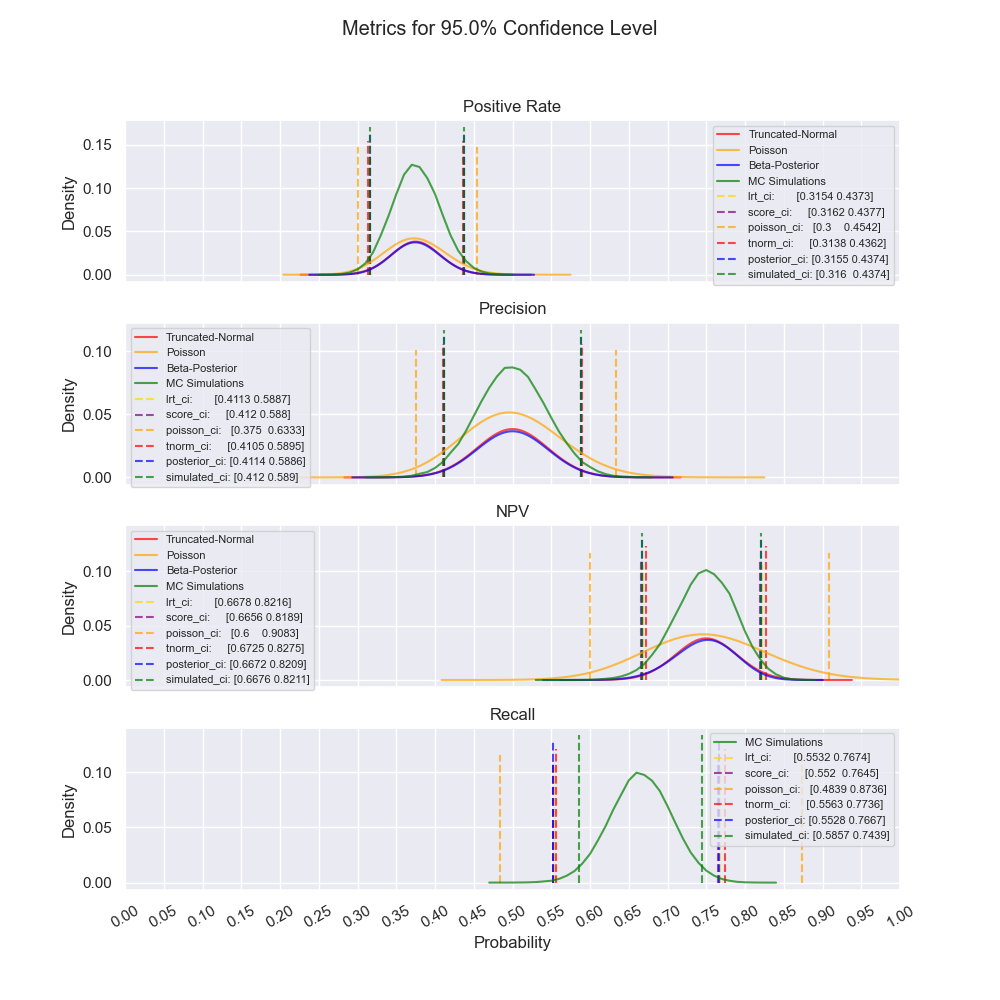 Metrics for 95.0% Confidence Level
Positive Rate
Density
0.15
0.10
0.05
0.00
Truncated-Normal
Poisson
Beta-Posterior
MC Simulations
lrt_ci: [0.3154 0.4373]
score_ci: [0.3162 0.4377]
poisson_ci: [0.3 0.4542]
tnorm_ci: [0.3138 0.4362]
posterior_ci: [0.3155 0.4374]
simulated_ci: [0.316 0.4374]
Precision
Density
0.10
0.05
0.00
Truncated-Normal
Poisson
Beta-Posterior
MC Simulations
lrt_ci: [0.4113 0.5887]
score_ci: [0.412 0.588]
poisson_ci: [0.375 0.6333]
tnorm_ci: [0.4105 0.5895]
posterior_ci: [0.4114 0.5886]
simulated_ci: [0.412 0.589]
NPV
Density
0.10
0.05
0.00
Truncated-Normal
Poisson
Beta-Posterior
MC Simulations
lrt_ci: [0.6678 0.8216]
score_ci: [0.6656 0.8189]
poisson_ci: [0.6 0.9083]
tnorm_ci: [0.6725 0.8275]
posterior_ci: [0.6672 0.8209]
simulated_ci: [0.6676 0.8211]
Recall
Density
0.10
0.05
0.00
MC Simulations
lrt_ci: [0.5532 0.7674]
score_ci: [0.552 0.7645]
poisson_ci: [0.4839 0.8736]
tnorm_ci: [0.5563 0.7736]
posterior_ci: [0.5528 0.7667]
simulated_ci: [0.5857 0.7439]
0.00 0.05 0.10 0.15 0.20 0.25 0.30 0.35 0.40 0.45 0.50 0.55 0.60 0.65 0.70 0.75 0.80 0.85 0.90 0.95 1.00
Probability